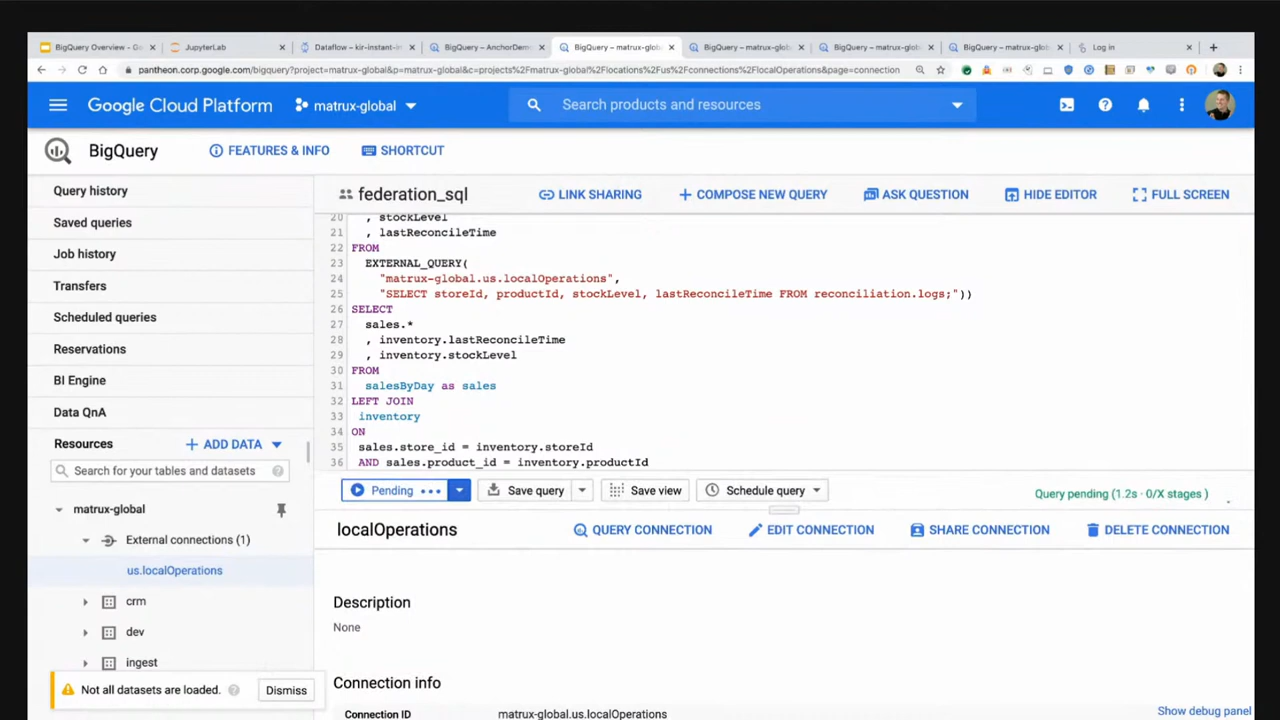 BigQuery Overview – Go
JupyterLab
Dataflow – kir-instant-in
BigQuery – AnchorDem
BigQuery – matrux-glob
BigQuery – matrux-glob
BigQuery – matrux-glob
BigQuery – matrux-glob
Log in
pantheon.corp.google.com/bigquery?project=matrux-global&p=matrux-global&c=projects%2Fmatrux-global%2Flocations%2Fus%2Fconnections%2FlocalOperations&page=connection
Google Cloud Platform
matrux-global
Search products and resources
BigQuery
FEATURES & INFO
SHORTCUT
Query history
Saved queries
Job history
Transfers
Scheduled queries
Reservations
BI Engine
Data QnA
Resources
ADD DATA
Search for your tables and datasets
matrux-global
External connections (1)
us.localOperations
crm
dev
ingest
Not all datasets are loaded.
Dismiss
federation_sql
LINK SHARING
COMPOSE NEW QUERY
ASK QUESTION
HIDE EDITOR
FULL SCREEN
20 , stockLevel
21 , lastReconcileTime
22 FROM
23 EXTERNAL_QUERY(
24 "matrux-global.us.localOperations",
25 "SELECT storeId, productId, stockLevel, lastReconcileTime FROM reconciliation.logs;"))
26 SELECT
27 sales.*
28 , inventory.lastReconcileTime
29 , inventory.stockLevel
30 FROM
31 salesByDay as sales
32 LEFT JOIN
33 inventory
34 ON
35 sales.store_id = inventory.storeId
36 AND sales.product_id = inventory.productId
Pending
Save query
Save view
Schedule query
Query pending (1.2s · 0/X stages )
localOperations
QUERY CONNECTION
EDIT CONNECTION
SHARE CONNECTION
DELETE CONNECTION
Description
None
Connection info
Connection ID matrux-global.us.localOperations
Show debug panel